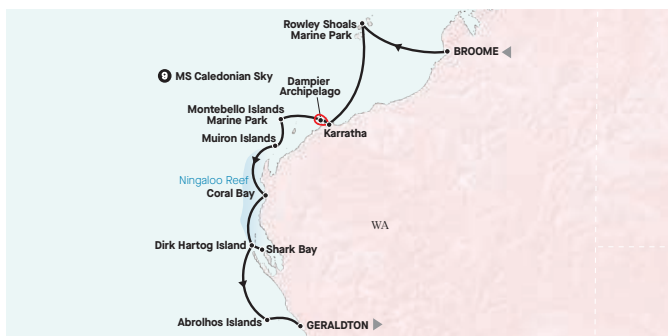 Rowley Shoals
Marine Park
BROOME
9 MS Caledonian Sky
Dampier
Archipelago
Montebello Islands
Marine Park
Karratha
Muiron Islands
Ningaloo Reef
Coral Bay
WA
Dirk Hartog Island
Shark Bay
Abrolhos Islands
GERALDTON